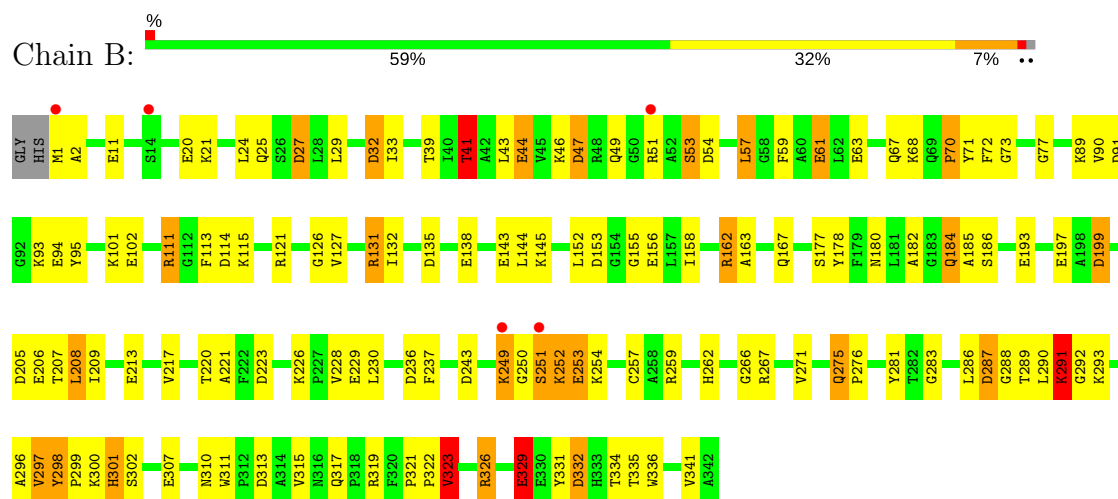 %
Chain B:
59% 32% 7% ••
GLY HIS M1 A2 E11 S14 E20 K21 L24 Q25 S26 D27 L28 L29 D32 I33 T39 I40 T41 A42 L43 E44 V45 K46 D47 R48 Q49 G50 R51 A52 S53 D54 L57 G58 F59 A60 E61 L62 E63 Q67 K68 Q69 P70 Y71 F72 G73 G77 K89 V90 D91
G92 K93 E94 Y95 K101 E102 R111 G112 F113 D114 K115 R121 G126 V127 R131 I132 D135 E138 E143 L144 K145 L152 D153 G154 G155 E156 L157 I158 R162 A163 Q167 S177 Y178 F179 N180 L181 A182 G183 Q184 A185 S186 E193 E197 A198 D199
D205 E206 T207 L208 I209 E213 V217 T220 A221 F222 D223 K226 P227 V228 E229 L230 D236 F237 D243 K249 G250 S251 K252 E253 K254 C257 A258 R259 H262 G266 R267 V271 Q275 P276 Y281 T282 G283 L286 D287 G288 T289 L290 K291 G292 K293
A296 V297 Y298 P299 K300 H301 S302 E307 N310 W311 P312 D313 A314 V315 N316 Q317 P318 R319 F320 P321 P322 V323 R326 E329 E330 Y331 D332 H333 T334 T335 W336 V341 A342